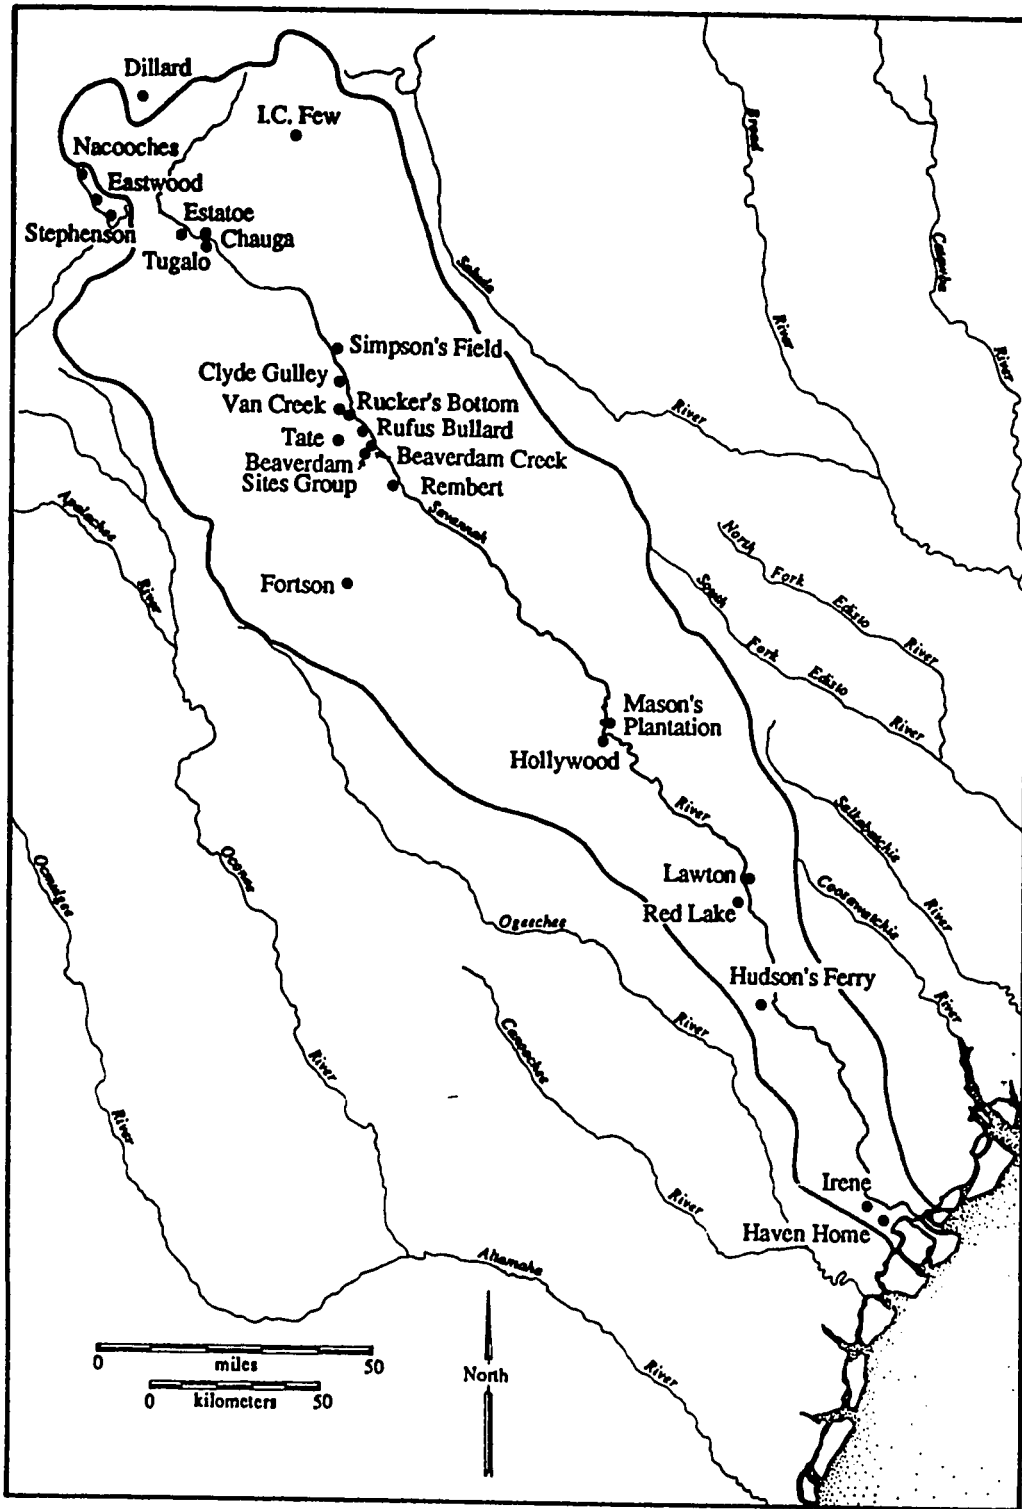 Dillard
I.C. Few
Nacooches
Eastwood
Estatoe
Stephenson
Chauga
Tugalo
Broad
River
Catawba
River
Saluda
River
Simpson's Field
Clyde Gulley
Van Creek
Rucker's Bottom
Rufus Bullard
Tate
Beaverdam Creek
Beaverdam
Sites Group
Rembert
Savannah
Apalachee
River
Fortson
North
Fork
Edisto
River
South
Fork
Edisto
River
Mason's
Plantation
Hollywood
River
Salkehatchie
River
Coosawatchie
River
Lawton
Red Lake
Ocmulgee
River
Oconee
River
Ogeechee
River
Hudson's Ferry
Canoochee
River
Irene
Haven Home
Altamaha
River
0 miles 50
0 kilometers 50
North